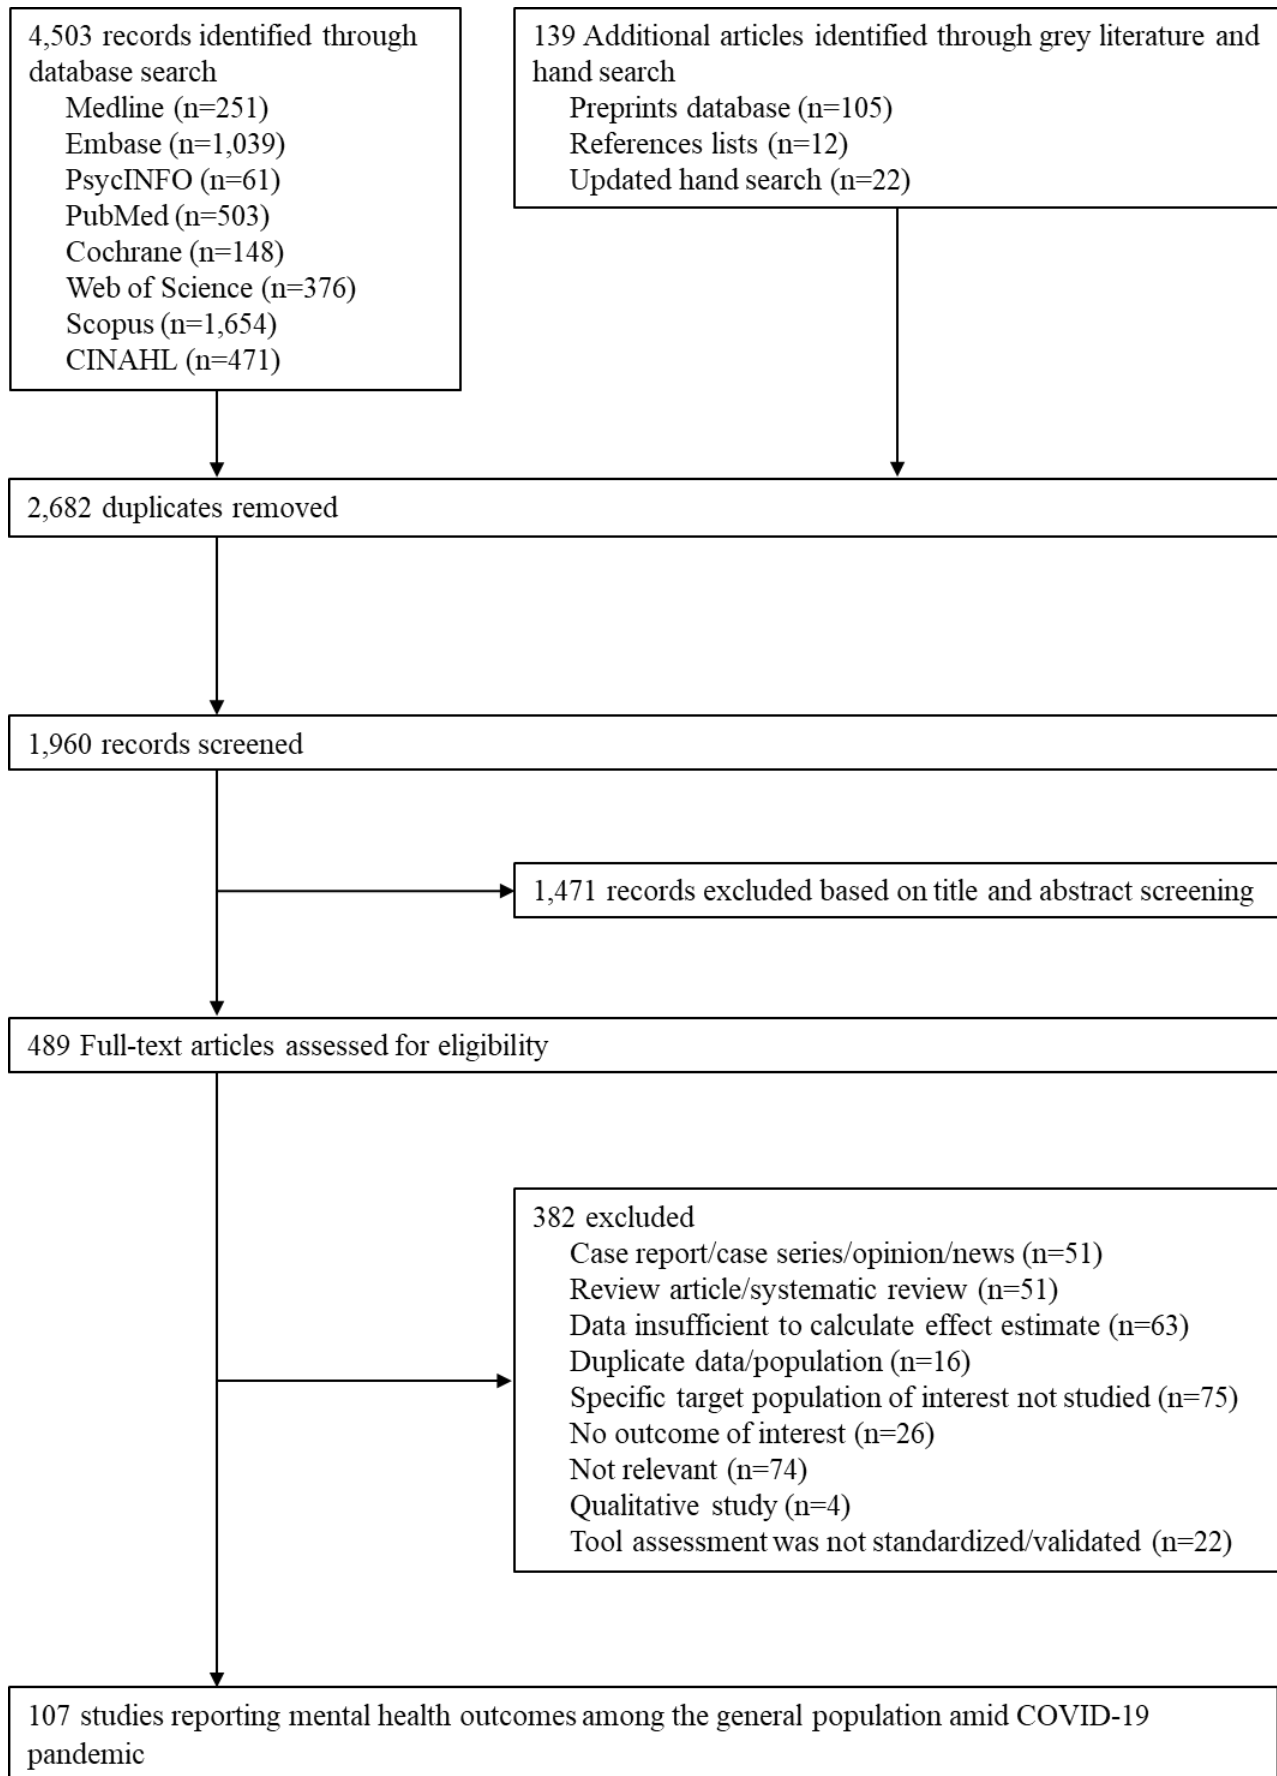 4,503 records identified through
database search
Medline (n=251)
Embase (n=1,039)
PsycINFO (n=61)
PubMed (n=503)
Cochrane (n=148)
Web of Science (n=376)
Scopus (n=1,654)
CINAHL (n=471)
139 Additional articles identified through grey literature and
hand search
Preprints database (n=105)
References lists (n=12)
Updated hand search (n=22)
2,682 duplicates removed
1,960 records screened
1,471 records excluded based on title and abstract screening
489 Full-text articles assessed for eligibility
382 excluded
Case report/case series/opinion/news (n=51)
Review article/systematic review (n=51)
Data insufficient to calculate effect estimate (n=63)
Duplicate data/population (n=16)
Specific target population of interest not studied (n=75)
No outcome of interest (n=26)
Not relevant (n=74)
Qualitative study (n=4)
Tool assessment was not standardized/validated (n=22)
107 studies reporting mental health outcomes among the general population amid COVID-19
pandemic